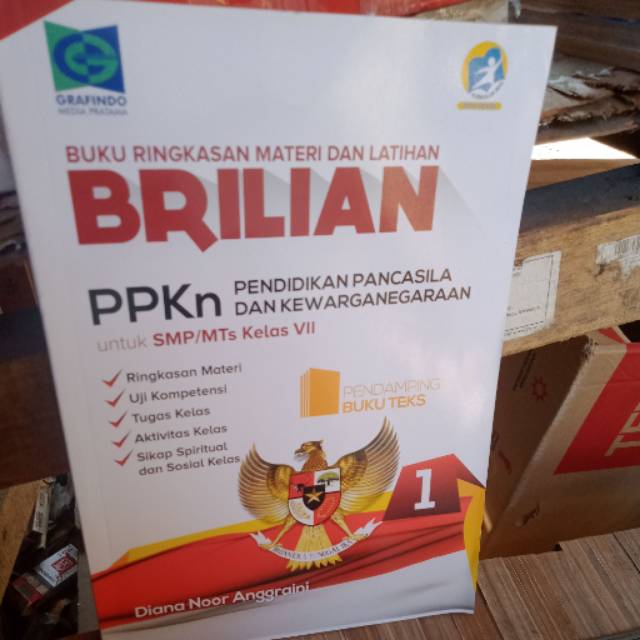 GRAFINDO
MEDIA PRATAMA
BUKU RINGKASAN MATERI DAN LATIHAN
BRILIAN
PPKn PENDIDIKAN PANCASILA
DAN KEWARGANEGARAAN
untuk SMP/MTs Kelas VII
Ringkasan Materi
Uji Kompetensi
Tugas Kelas
Aktivitas Kelas
Sikap Spiritual
dan Sosial Kelas
PENDAMPING
BUKU TEKS
1
Diana Noor Anggraini